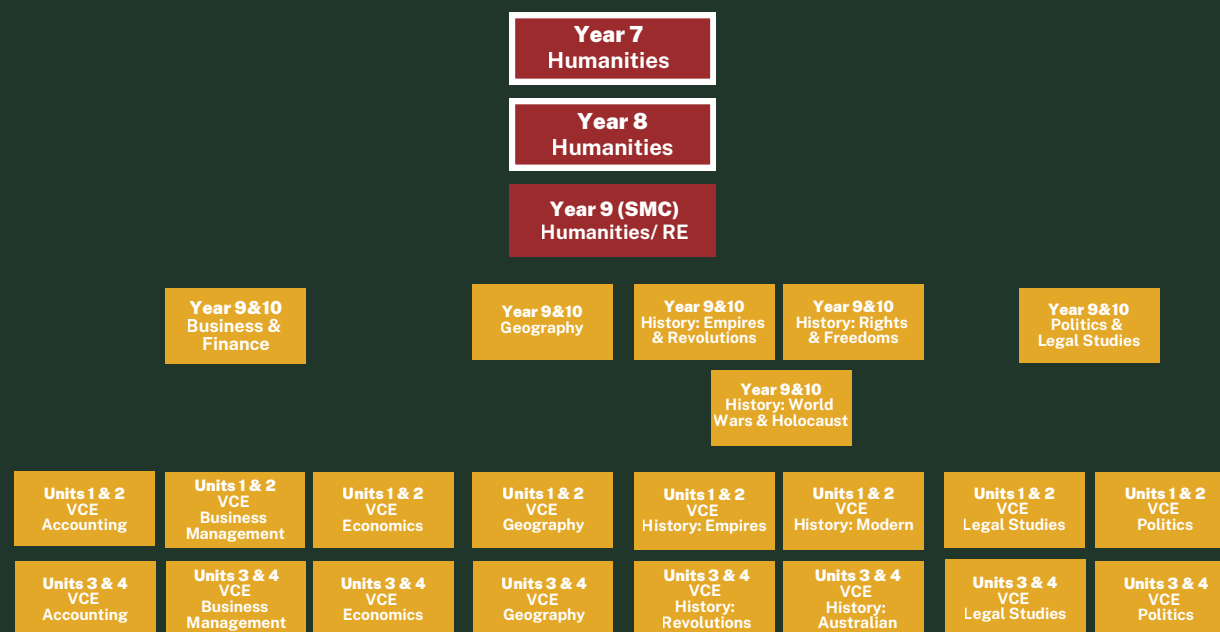 Year 7
Humanities
Year 8
Humanities
Year 9 (SMC)
Humanities/ RE
Year 9&10
Business &
Finance
Year 9&10
Geography
Year 9&10
History: Empires
& Revolutions
Year 9&10
History: Rights
& Freedoms
Year 9&10
Politics &
Legal Studies
Year 9&10
History: World
Wars & Holocaust
Units 1 & 2
VCE
Accounting
Units 1 & 2
VCE
Business
Management
Units 1 & 2
VCE
Economics
Units 1 & 2
VCE
Geography
Units 1 & 2
VCE
History: Empires
Units 1 & 2
VCE
History: Modern
Units 1 & 2
VCE
Legal Studies
Units 1 & 2
VCE
Politics
Units 3 & 4
VCE
Accounting
Units 3 & 4
VCE
Business
Management
Units 3 & 4
VCE
Economics
Units 3 & 4
VCE
Geography
Units 3 & 4
VCE
History:
Revolutions
Units 3 & 4
VCE
History:
Australian
Units 3 & 4
VCE
Legal Studies
Units 3 & 4
VCE
Politics